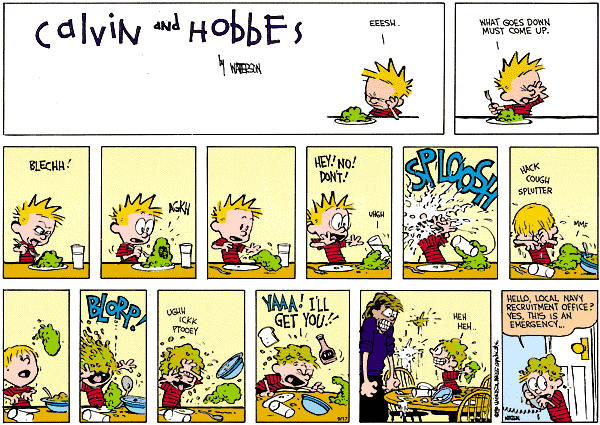 Calvin and Hobbes
by WATTERSON
EEESH.
WHAT GOES DOWN
MUST COME UP.
BLECHH!
AGKH
HEY! NO!
DON'T!
UHGH
SPLOOSH
HACK
COUGH
SPLUTTER
MMF
BLORP!
UGHH
ICKK
PTOOEY
YAAA! I'LL
GET YOU!!
9/17
HEH
HEH..
HELLO, LOCAL NAVY
RECRUITMENT OFFICE?
YES, THIS IS AN
EMERGENCY...